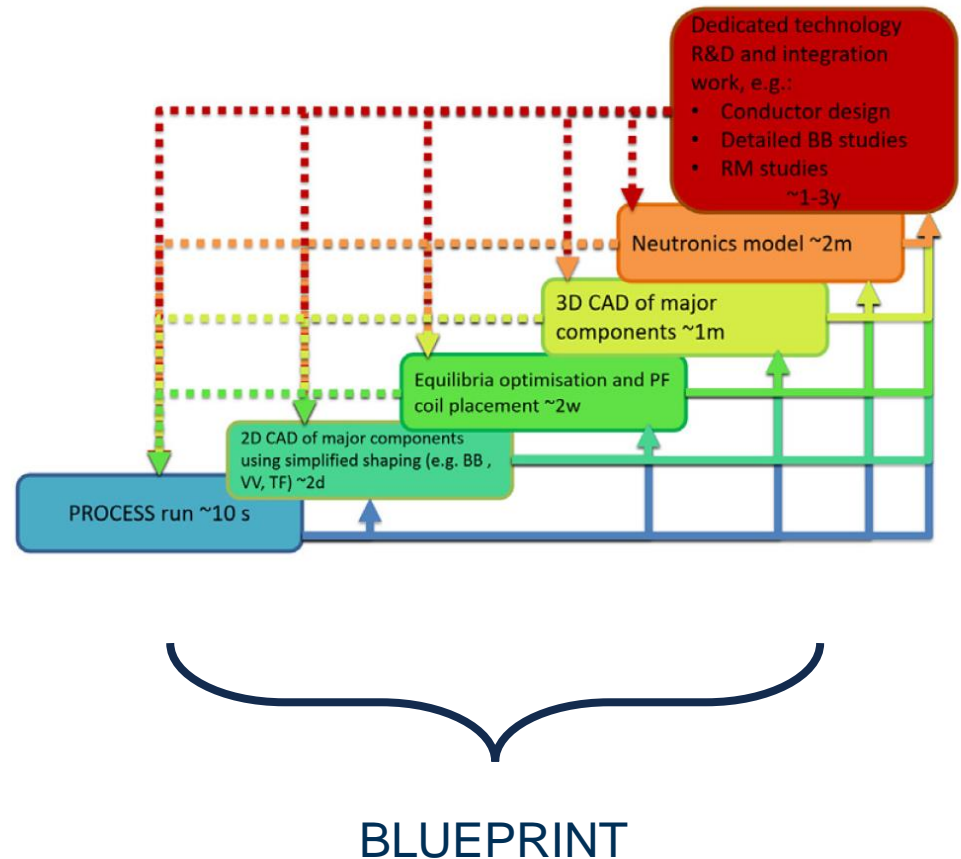 Dedicated technology
R&D and integration
work, e.g.:
• Conductor design
• Detailed BB studies
• RM studies
~1-3y
Neutronics model ~2m
3D CAD of major
components ~1m
Equilibria optimisation and PF
coil placement ~2w
2D CAD of major components
using simplified shaping (e.g. BB ,
VV, TF) ~2d
PROCESS run ~10 s
BLUEPRINT